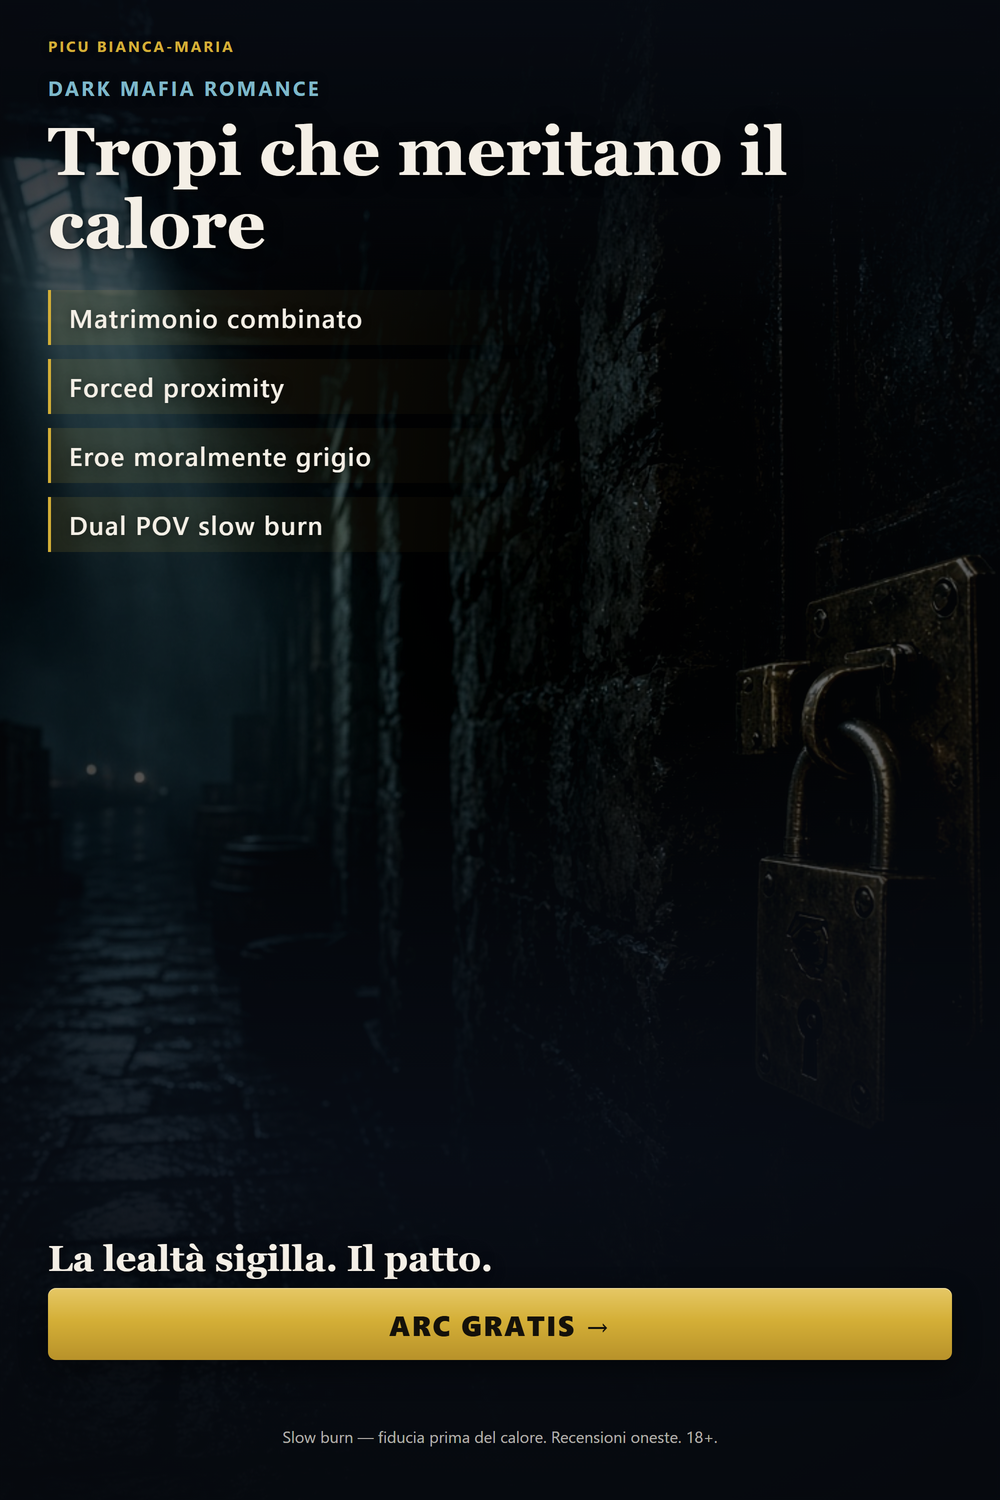 PICU BIANCA-MARIA
DARK MAFIA ROMANCE
Tropi che meritano il
calore
Matrimonio combinato
Forced proximity
Eroe moralmente grigio
Dual POV slow burn
La lealtà sigilla. Il patto.
ARC GRATIS →
Slow burn — fiducia prima del calore. Recensioni oneste. 18+.